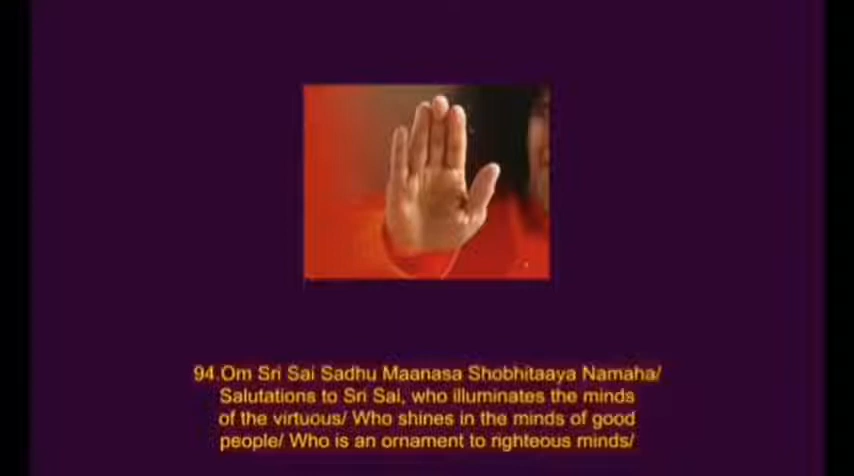 94.Om Sri Sai Sadhu Maanasa Shobhitaaya Namaha/
Salutations to Sri Sai, who illuminates the minds
of the virtuous/ Who shines in the minds of good
people/ Who is an ornament to righteous minds/